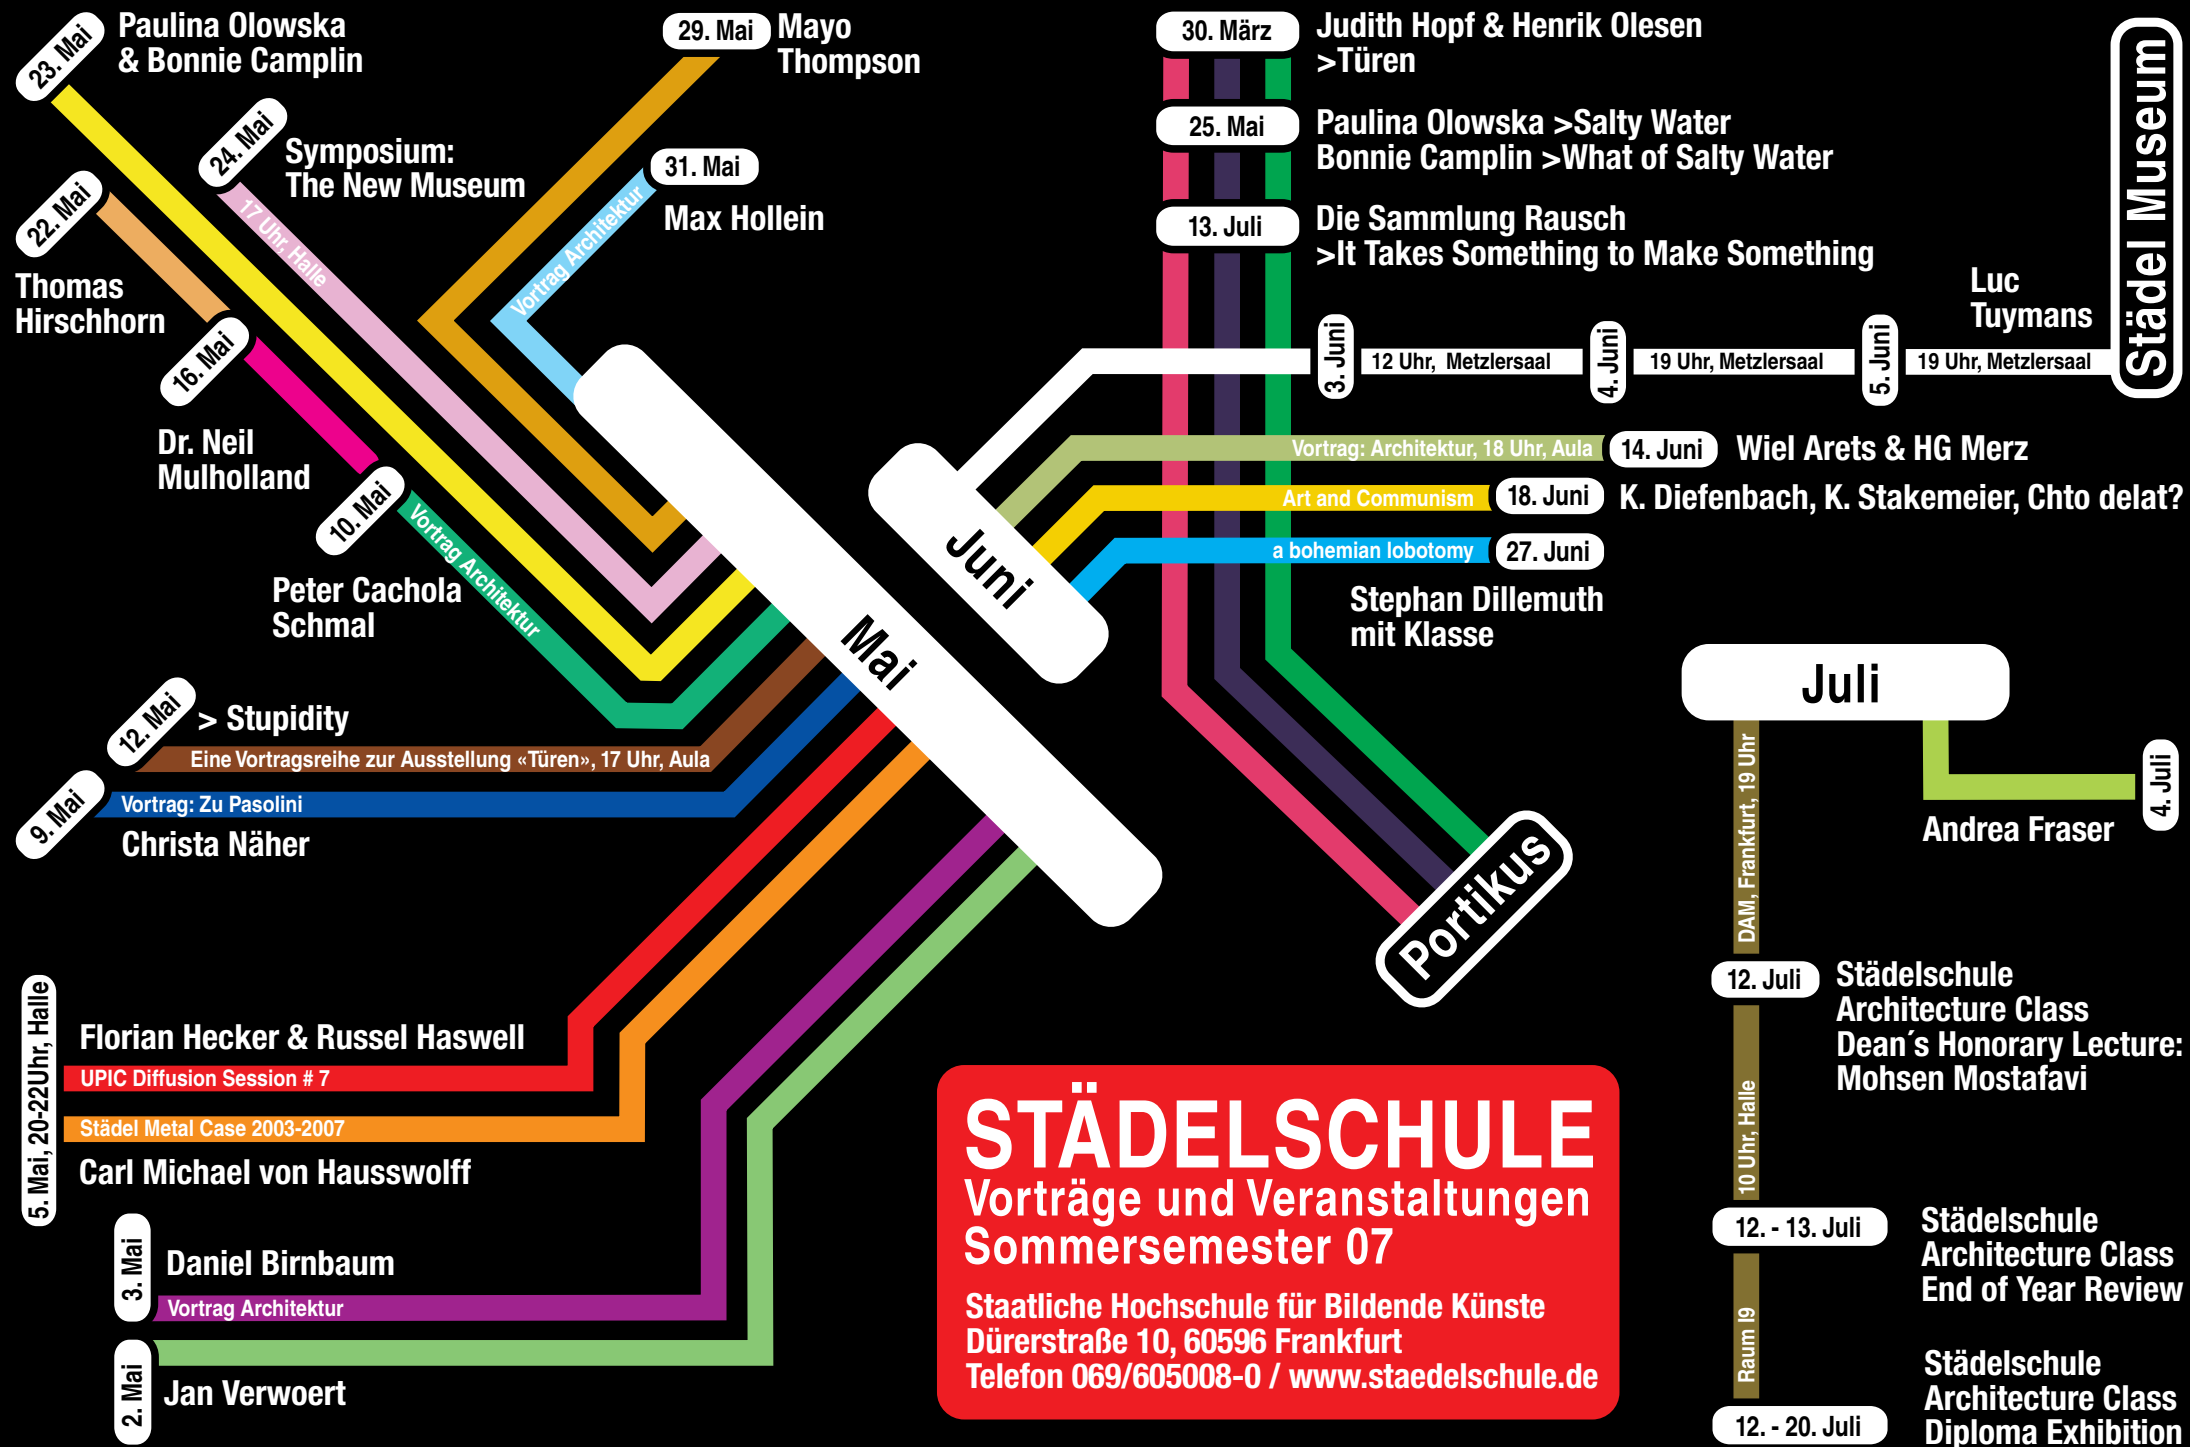 23. Mai
Paulina Olowska
& Bonnie Camplin
24. Mai
Symposium:
The New Museum
17 Uhr, Halle
22. Mai
Thomas
Hirschhorn
16. Mai
Dr. Neil
Mulholland
10. Mai
Vortrag Architektur
Peter Cachola
Schmal
29. Mai
Mayo
Thompson
31. Mai
Vortrag Architektur
Max Hollein
Mai
12. Mai
> Stupidity
Eine Vortragsreihe zur Ausstellung «Türen», 17 Uhr, Aula
9. Mai
Vortrag: Zu Pasolini
Christa Näher
5. Mai, 20-22Uhr, Halle
Florian Hecker & Russel Haswell
UPIC Diffusion Session # 7
Städel Metal Case 2003-2007
Carl Michael von Hausswolff
3. Mai
Daniel Birnbaum
Vortrag Architektur
2. Mai
Jan Verwoert
30. März
Judith Hopf & Henrik Olesen
>Türen
25. Mai
Paulina Olowska >Salty Water
Bonnie Camplin >What of Salty Water
13. Juli
Die Sammlung Rausch
>It Takes Something to Make Something
Portikus
Juni
3. Juni
12 Uhr, Metzlersaal
4. Juni
19 Uhr, Metzlersaal
5. Juni
19 Uhr, Metzlersaal
Luc
Tuymans
Städel Museum
Vortrag: Architektur, 18 Uhr, Aula
14. Juni
Wiel Arets & HG Merz
Art and Communism
18. Juni
K. Diefenbach, K. Stakemeier, Chto delat?
a bohemian lobotomy
27. Juni
Stephan Dillemuth
mit Klasse
Juli
4. Juli
Andrea Fraser
DAM, Frankfurt, 19 Uhr
12. Juli
Städelschule
Architecture Class
Dean´s Honorary Lecture:
Mohsen Mostafavi
10 Uhr, Halle
12. - 13. Juli
Städelschule
Architecture Class
End of Year Review
Raum I9
12. - 20. Juli
Städelschule
Architecture Class
Diploma Exhibition
STÄDELSCHULE
Vorträge und Veranstaltungen
Sommersemester 07
Staatliche Hochschule für Bildende Künste
Dürerstraße 10, 60596 Frankfurt
Telefon 069/605008-0 / www.staedelschule.de